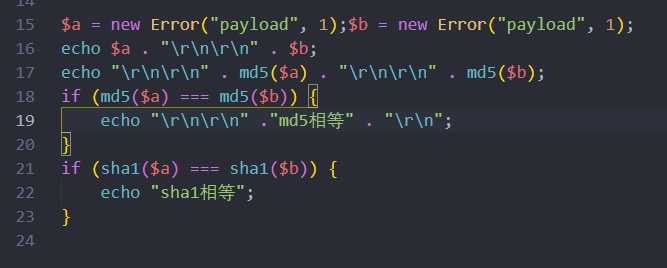 15 $a = new Error("payload", 1);$b = new Error("payload", 1);
16 echo $a . "\r\n\r\n" . $b;
17 echo "\r\n\r\n" . md5($a) . "\r\n\r\n" . md5($b);
18 if (md5($a) === md5($b)) {
19 echo "\r\n\r\n" ."md5相等" . "\r\n";
20 }
21 if (sha1($a) === sha1($b)) {
22 echo "sha1相等";
23 }
24